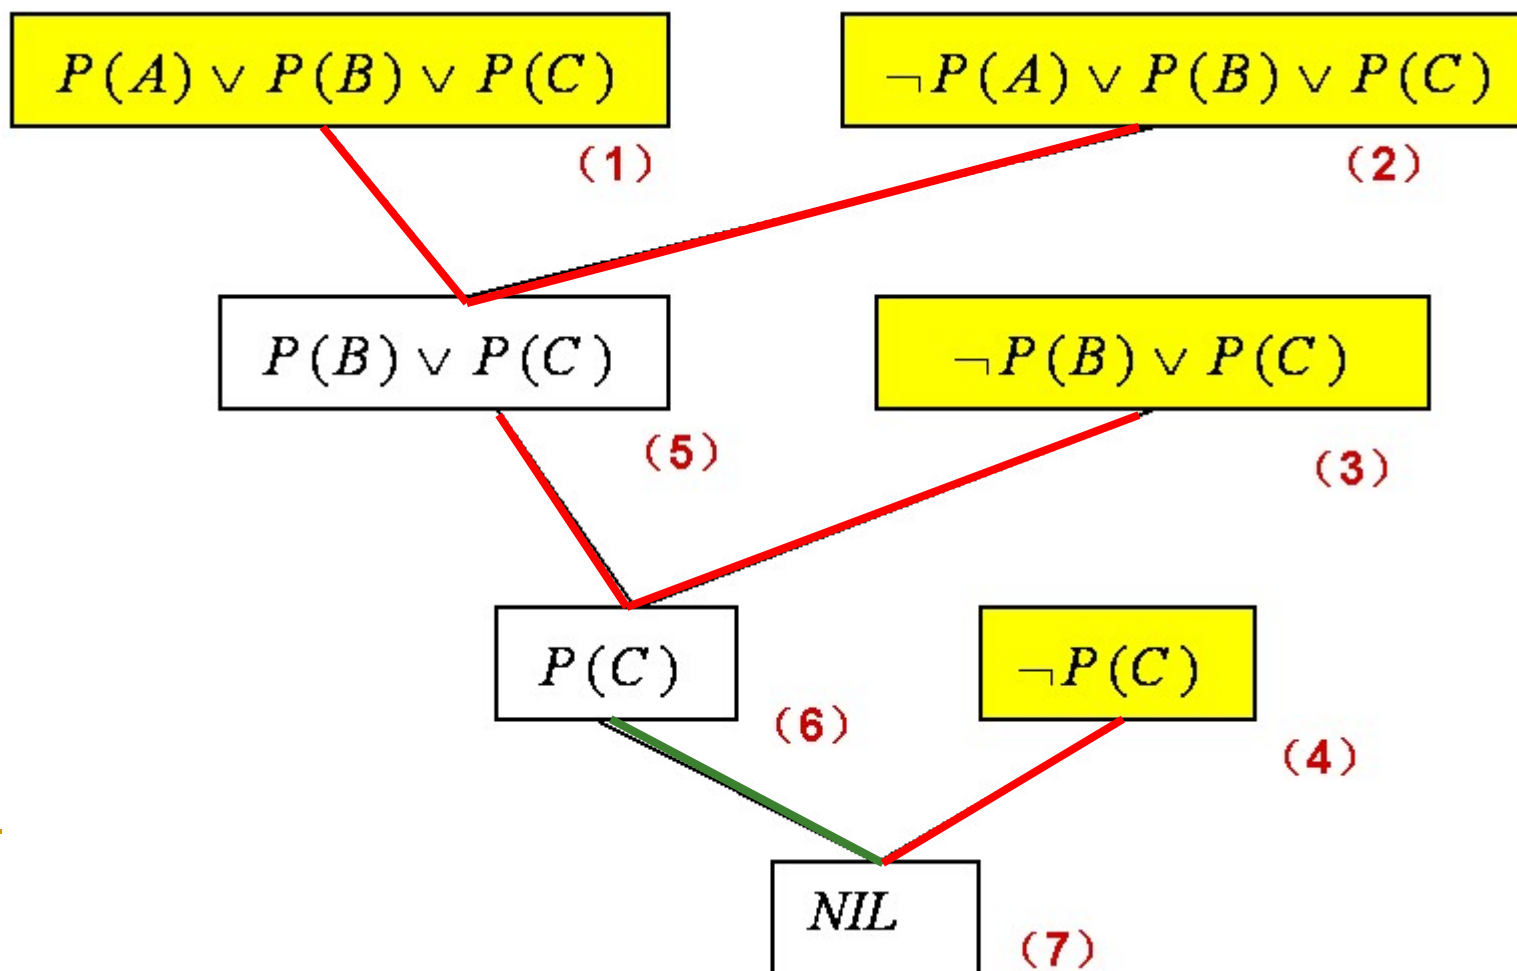 P(A) ∨ P(B) ∨ P(C)
¬P(A) ∨ P(B) ∨ P(C)
（1）
（2）
P(B) ∨ P(C)
¬P(B) ∨ P(C)
（5）
（3）
P(C)
¬P(C)
（6）
（4）
NIL
（7）